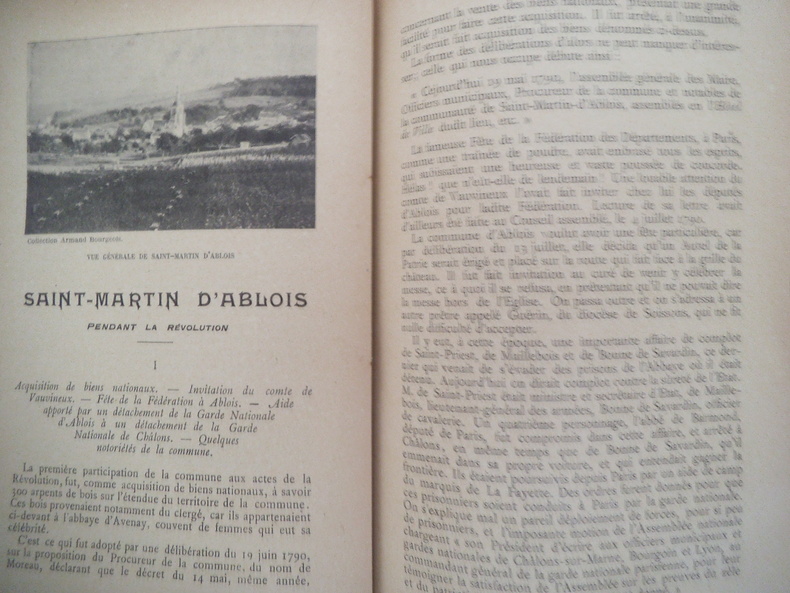 Collection Armand Bourgeois.
VUE GÉNÉRALE DE SAINT-MARTIN D'ABLOIS
SAINT-MARTIN D'ABLOIS
PENDANT LA RÉVOLUTION
I
Acquisition de biens nationaux. — Invitation du comte de
Vauvineux. — Fête de la Fédération à Ablois. — Aide
apporté par un détachement de la Garde Nationale
d'Ablois à un détachement de la Garde
Nationale de Châlons. — Quelques
notoriétés de la commune.
La première participation de la commune aux actes de la
Révolution, fut, comme acquisition de biens nationaux, à savoir
300 arpents de bois sur l'étendue du territoire de la commune.
Ces bois provenaient notamment du clergé, car ils appartenaient
ci-devant à l'abbaye d'Avenay, couvent de femmes qui eut sa
célébrité.
C'est ce qui fut adopté par une délibération du 19 juin 1790,
sur la proposition du Procureur de la commune, du nom de
Moreau, déclarant que le décret du 14 mai, même année,
concernant la vente des biens nationaux, présentait une grande
facilité pour faire cette acquisition. Il fut arrêté, à l'unanimité,
qu'il serait fait acquisition des biens dénommés ci-dessus.
La forme des délibérations d'alors ne peut manquer d'intéres-
ser; celle qui nous occupe débute ainsi :
« Cejourd'hui 29 mai 1790, l'assemblée générale des Maire,
Officiers municipaux, Procureur de la commune et notables de
la communauté de Saint-Martin-d'Ablois, assemblés en l'Hôtel
de Ville dudit lieu, etc. »
La fameuse Fête de la Fédération des Départements, à Paris,
comme une traînée de poudre, avait embrasé tous les esprits,
qui subissaient une heureuse et vaste poussée de concorde.
Hélas ! que n'eut-elle de lendemain ! Une louable attention du
comte de Vauvineux l'avait fait inviter chez lui les députés
d'Ablois pour ladite Fédération. Lecture de sa lettre avait
d'ailleurs été faite au Conseil assemblé, le 4 juillet 1790.
La commune d'Ablois voulut avoir une fête particulière, car
par délibération du 13 juillet, elle décida qu'un Autel de la
Patrie serait érigé et placé sur la route qui fait face à la grille du
château. Il fut fait invitation au curé de venir y célébrer la
messe, ce à quoi il se refusa, en prétextant qu'il ne pouvait dire
la messe hors de l'Eglise. On passa outre et on s'adressa à un
autre prêtre appelé Guérin, du diocèse de Soissons, qui ne fit
nulle difficulté d'accepter.
Il y eut, à cette époque, une importante affaire de complot
de Saint-Priest, de Maillebois et de Bonne de Savardin, ce der-
nier qui venait de s'évader des prisons de l'Abbaye où il était
détenu. Aujourd'hui on dirait complot contre la sûreté de l'Etat.
M. de Saint-Priest était ministre et secrétaire d'Etat, de Maille-
bois, lieutenant-général des armées, Bonne de Savardin, officier
de cavalerie. Un quatrième personnage, l'abbé de Barmond,
député de Paris, fut compromis dans cette affaire, et arrêté à
Châlons, en même temps que de Bonne de Savardin, qu'il
emmenait dans sa propre voiture, et qui entendait gagner la
frontière. Ils étaient poursuivis depuis Paris par un aide de camp
du marquis de La Fayette. Des ordres furent donnés pour que
ces prisonniers soient conduits à Paris par la garde nationale.
On s'explique mal un pareil déploiement de forces, pour si peu
de prisonniers, et l'imposante motion de l'Assemblée nationale
chargeant « son Président d'écrire aux officiers municipaux et
gardes nationales de Châlons-sur-Marne, Bourgoin et Lyon, au
commandant général de la garde nationale parisienne, pour leur
témoigner la satisfaction de l'Assemblée sur les preuves du zèle